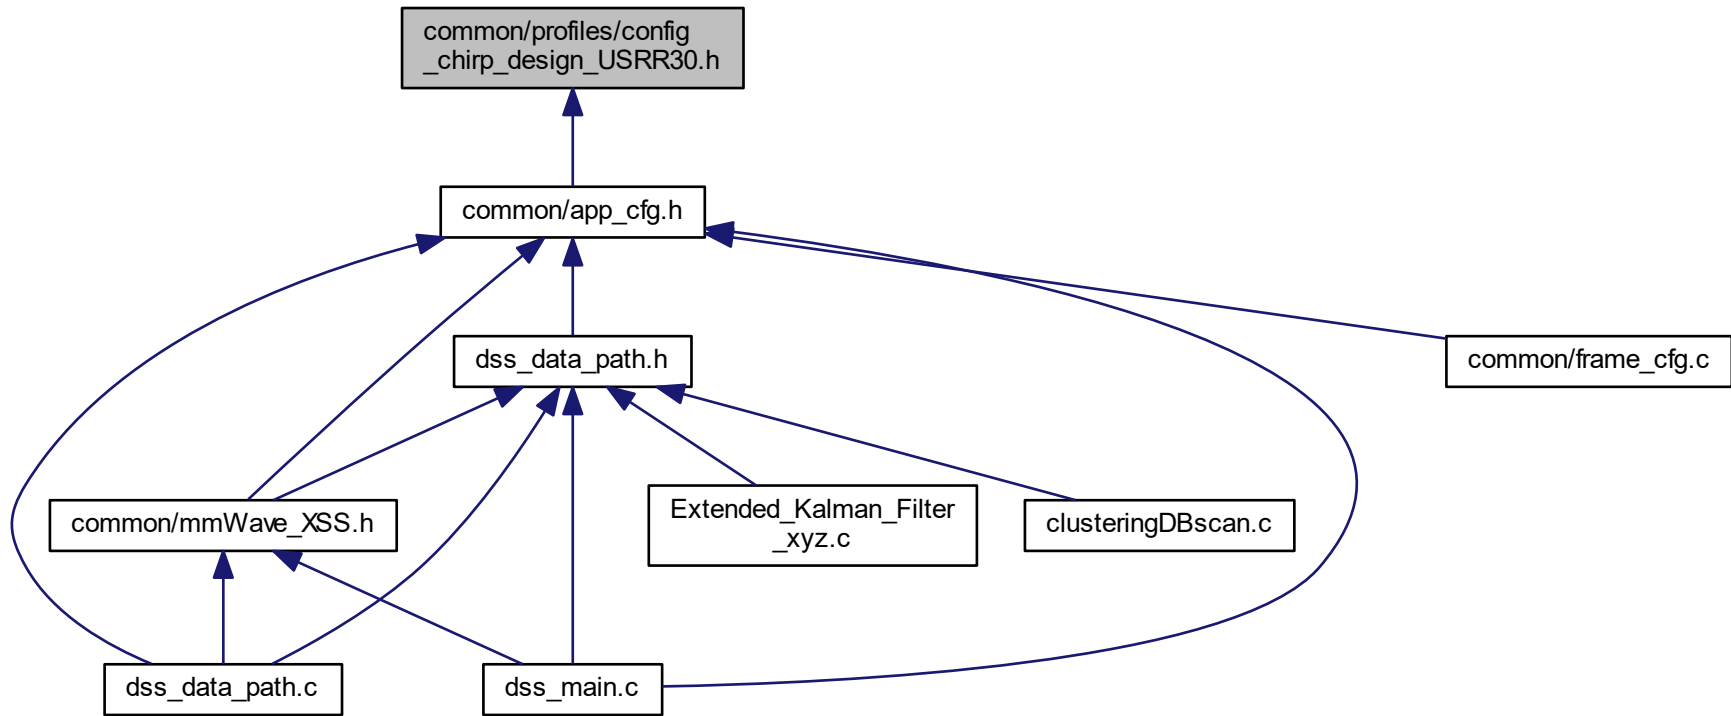 common/profiles/config
_chirp_design_USRR30.h
common/app_cfg.h
dss_data_path.h
common/frame_cfg.c
common/mmWave_XSS.h
Extended_Kalman_Filter
_xyz.c
clusteringDBscan.c
dss_data_path.c
dss_main.c